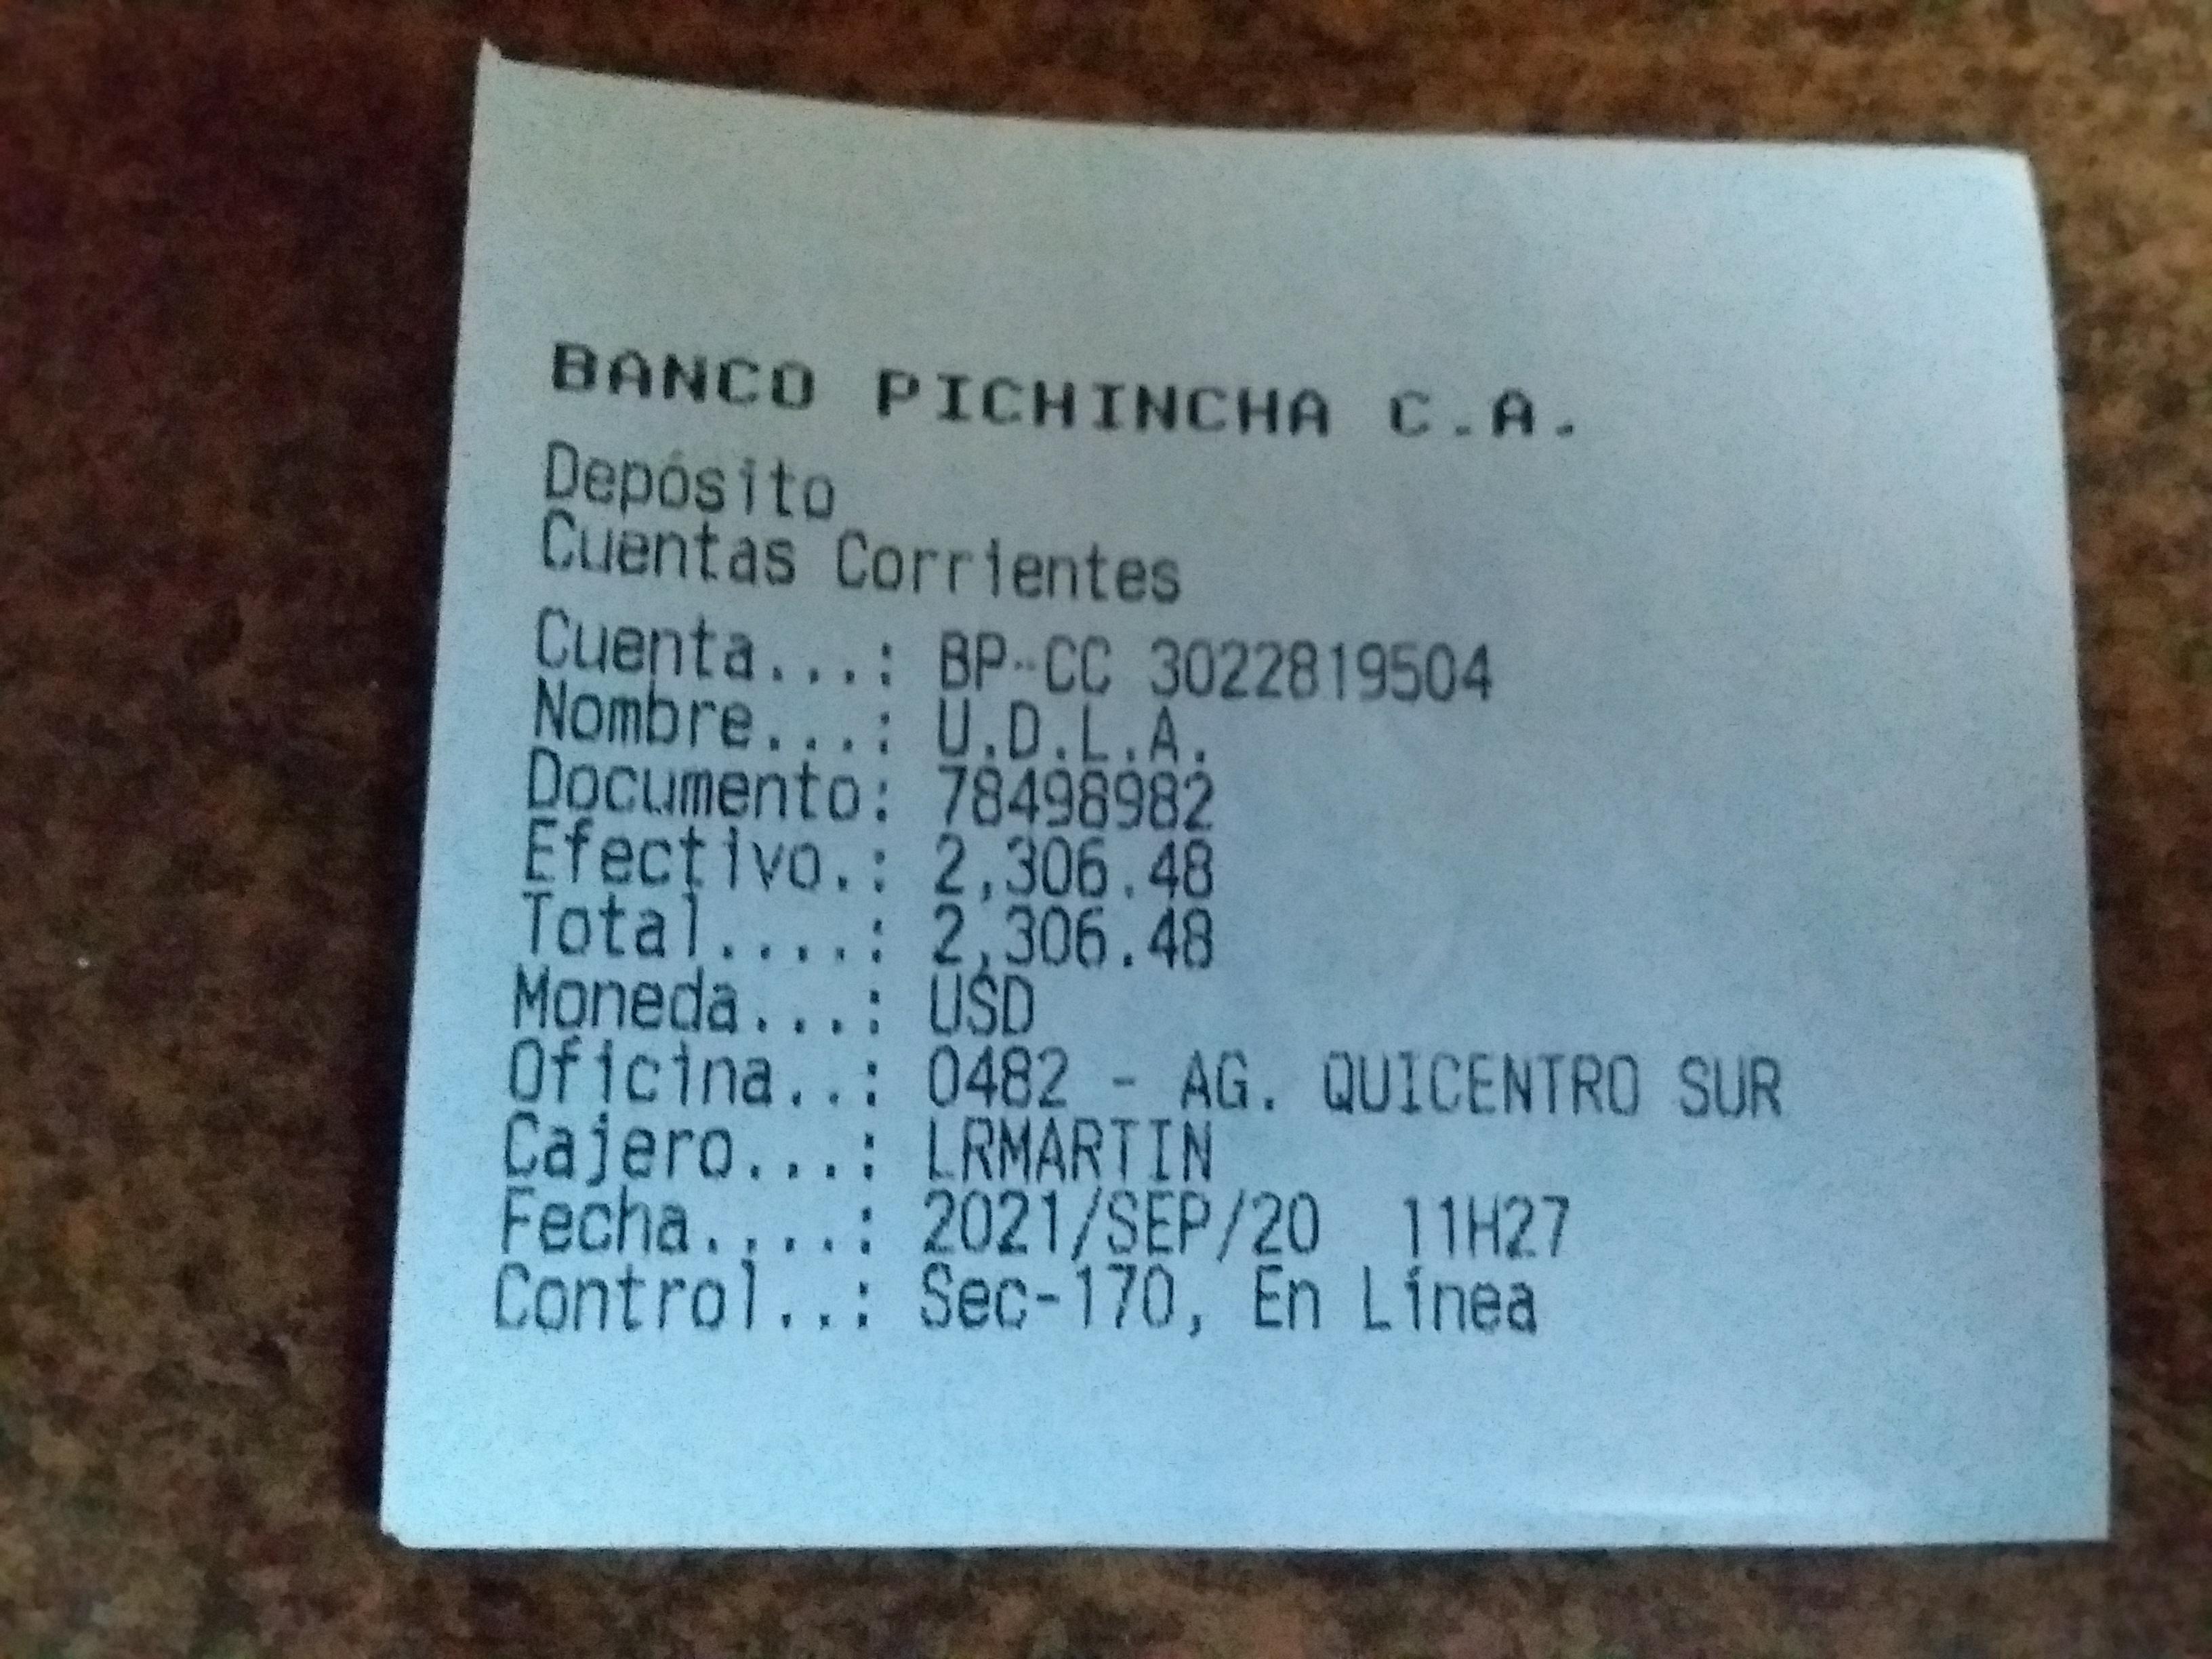 BANCO PICHINCHA C.A.
Depósito
Cuentas Corrientes
Cuenta...: BP-CC 3022819504
Nombre...: U.D.L.A.
Documento: 78498982
Efectivo.: 2,306.48
Total....: 2,306.48
Moneda...: USD
Oficina..: 0482 - AG. QUICENTRO SUR
Cajero...: LRMARTIN
Fecha....: 2021/SEP/20 11H27
Control..: Sec-170, En Línea